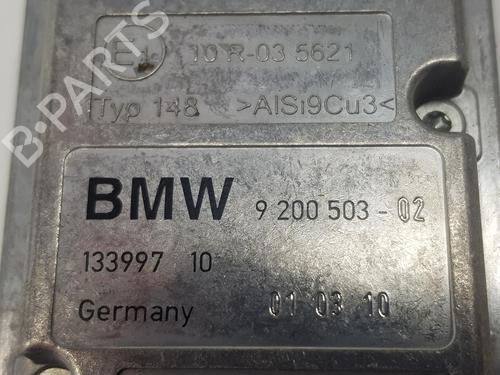 E1 10 R-03 5621
Typ 148 >AlSi9Cu3<
B-PARTS
BMW 9 200 503 - 02
133997 10
Germany 01 03 10